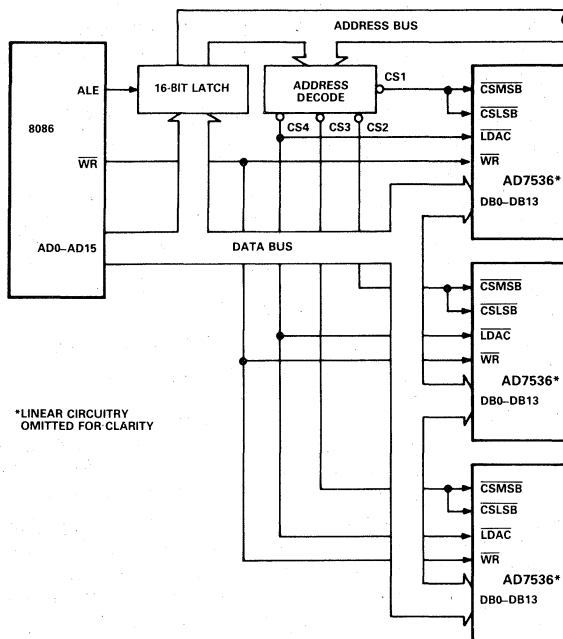 ADDRESS BUS
ALE
16-BIT LATCH
ADDRESS
DECODE
CS1
CS4
CS3
CS2
8086
WR
AD0–AD15
DATA BUS
CSMSB
CSLSB
LDAC
WR
AD7536*
DB0–DB13
CSMSB
CSLSB
LDAC
WR
AD7536*
DB0–DB13
*LINEAR CIRCUITRY
OMITTED FOR CLARITY
CSMSB
CSLSB
LDAC
WR
AD7536*
DB0–DB13